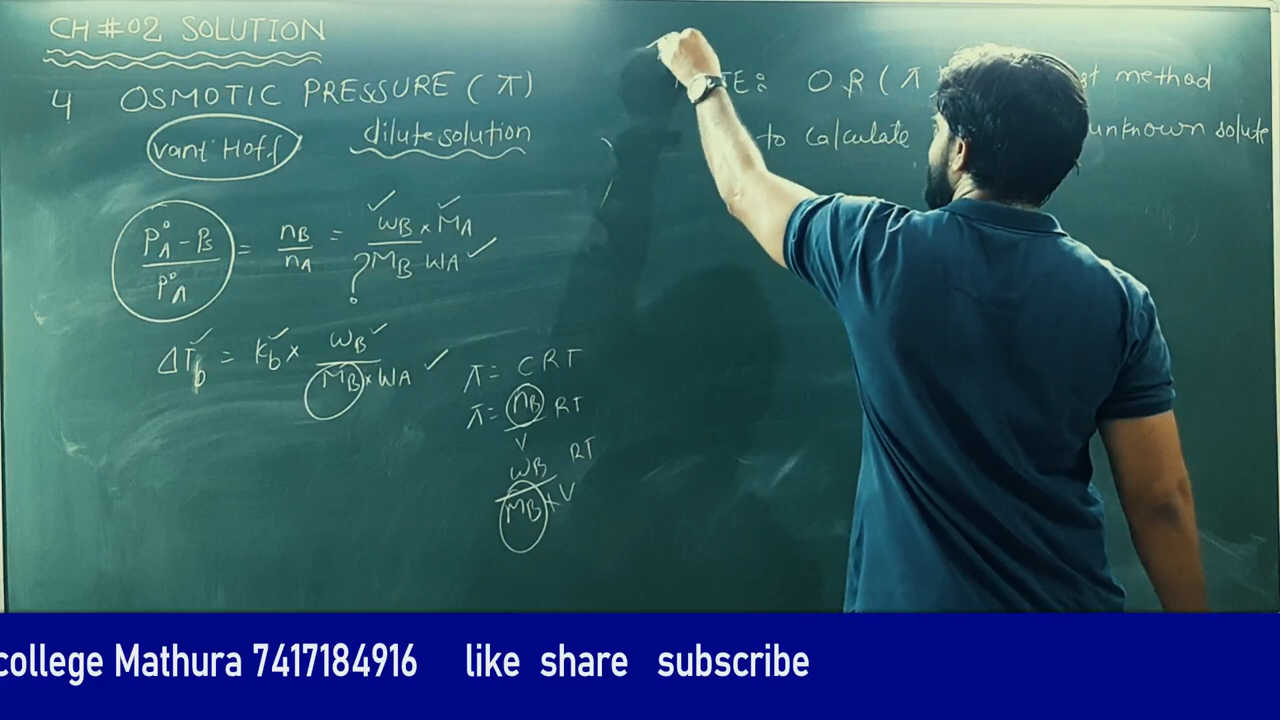 CH # 02 SOLUTION
4 OSMOTIC PRESSURE (π)
vant Hoff dilute solution
P°A - Ps / P°A = nB / nA = wB × MA / MB WA
?
ΔTb = Kb × wB / MB × WA
π = CRT
π = nB / V RT
wB / MB × V RT
TE: O.P (π method
to calculate unknown solute
college Mathura 7417184916 like share subscribe